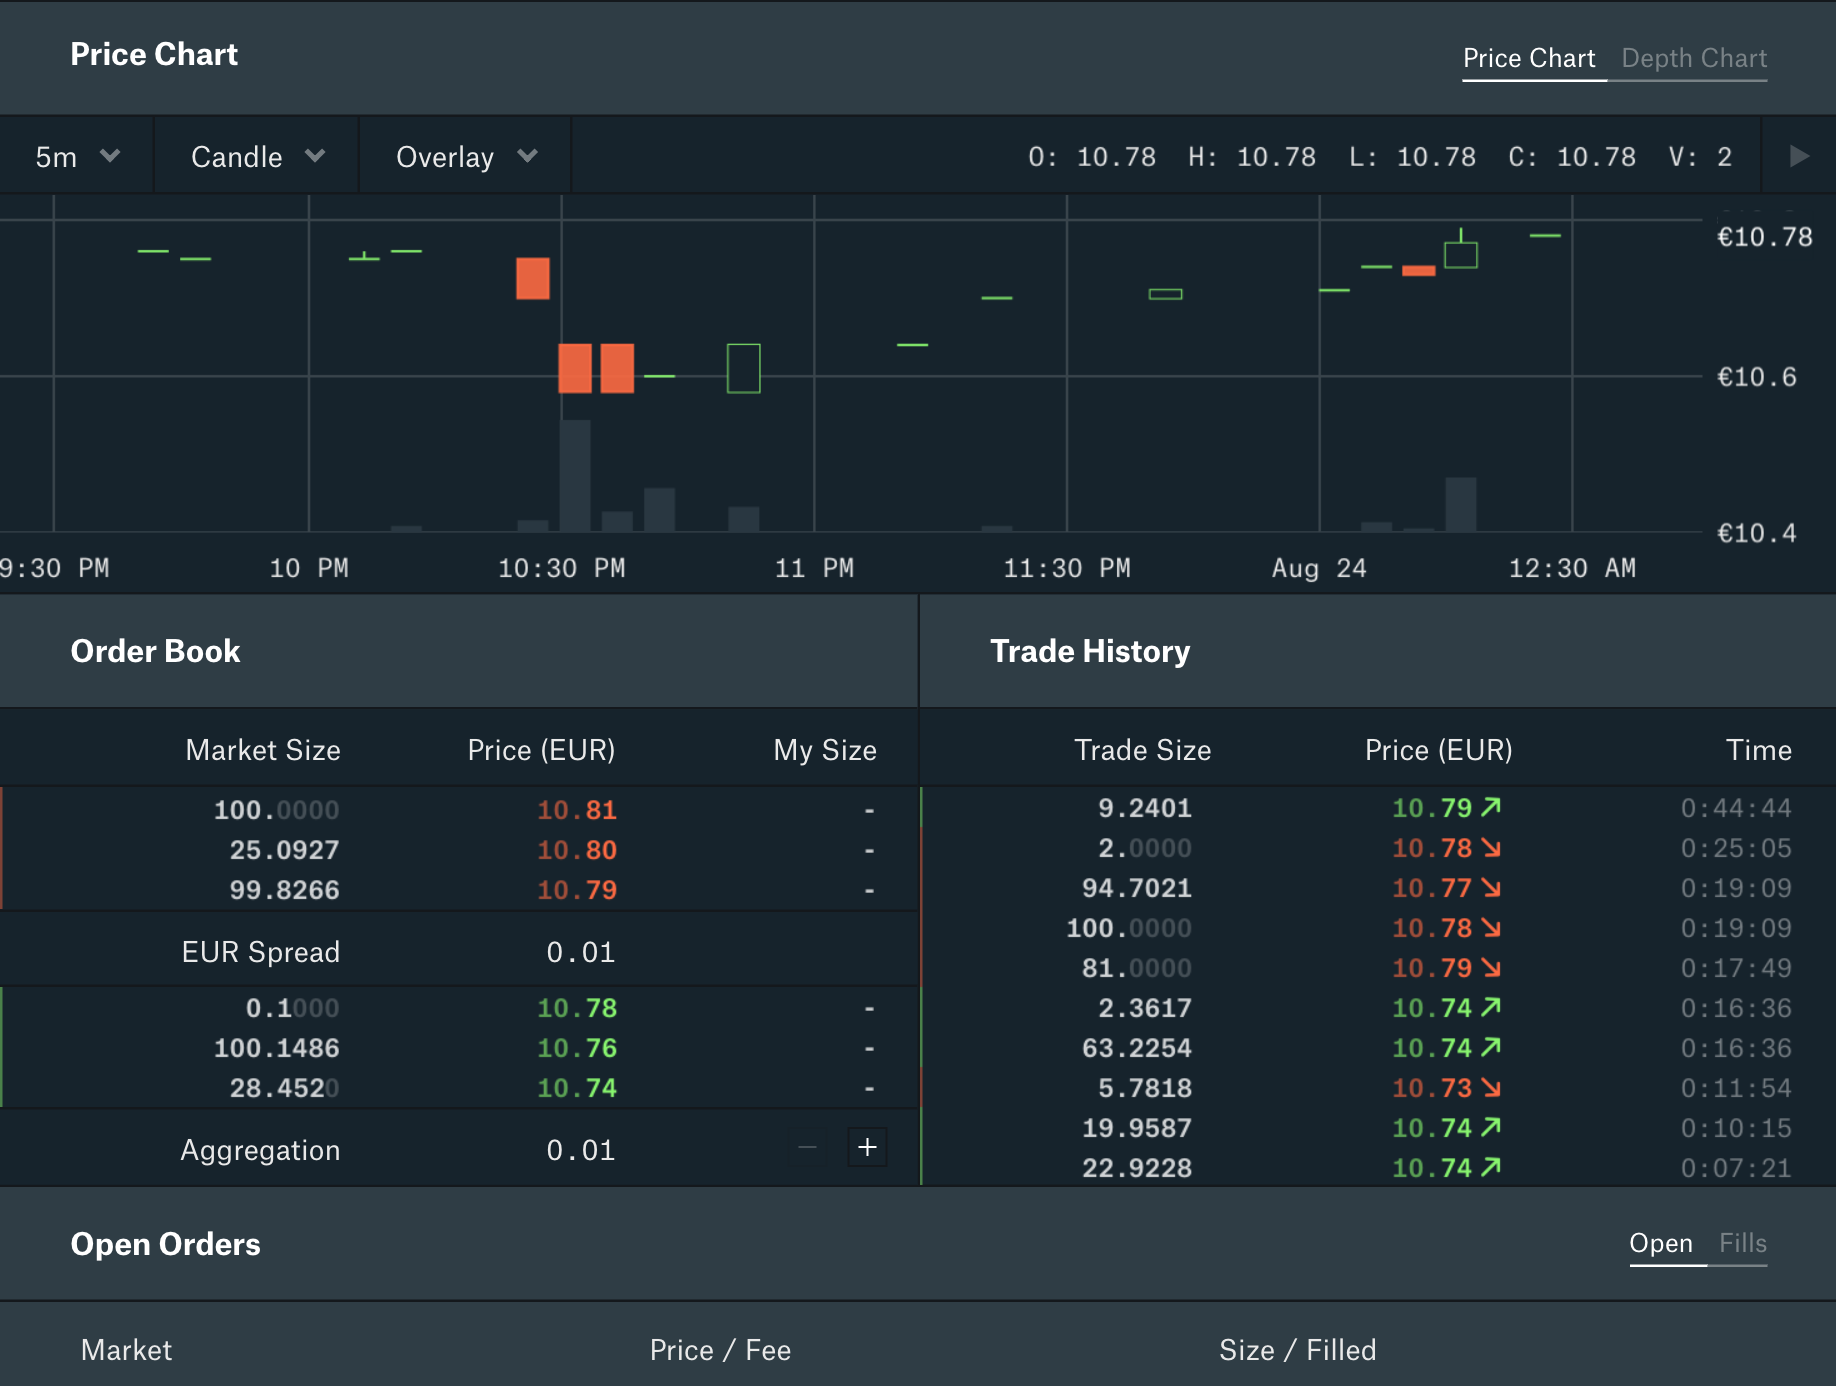 Price Chart
Price Chart Depth Chart
5m Candle Overlay O: 10.78 H: 10.78 L: 10.78 C: 10.78 V: 2
€10.78
€10.6
€10.4
9:30 PM 10 PM 10:30 PM 11 PM 11:30 PM Aug 24 12:30 AM
Order Book
Market Size Price (EUR) My Size
100.0000 10.81 -
25.0927 10.80 -
99.8266 10.79 -
EUR Spread 0.01
0.1000 10.78 -
100.1486 10.76 -
28.4520 10.74 -
Aggregation 0.01 − +
Trade History
Trade Size Price (EUR) Time
9.2401 10.79 ↗ 0:44:44
2.0000 10.78 ↘ 0:25:05
94.7021 10.77 ↘ 0:19:09
100.0000 10.78 ↘ 0:19:09
81.0000 10.79 ↘ 0:17:49
2.3617 10.74 ↗ 0:16:36
63.2254 10.74 ↗ 0:16:36
5.7818 10.73 ↘ 0:11:54
19.9587 10.74 ↗ 0:10:15
22.9228 10.74 ↗ 0:07:21
Open Orders
Open Fills
Market Price / Fee Size / Filled